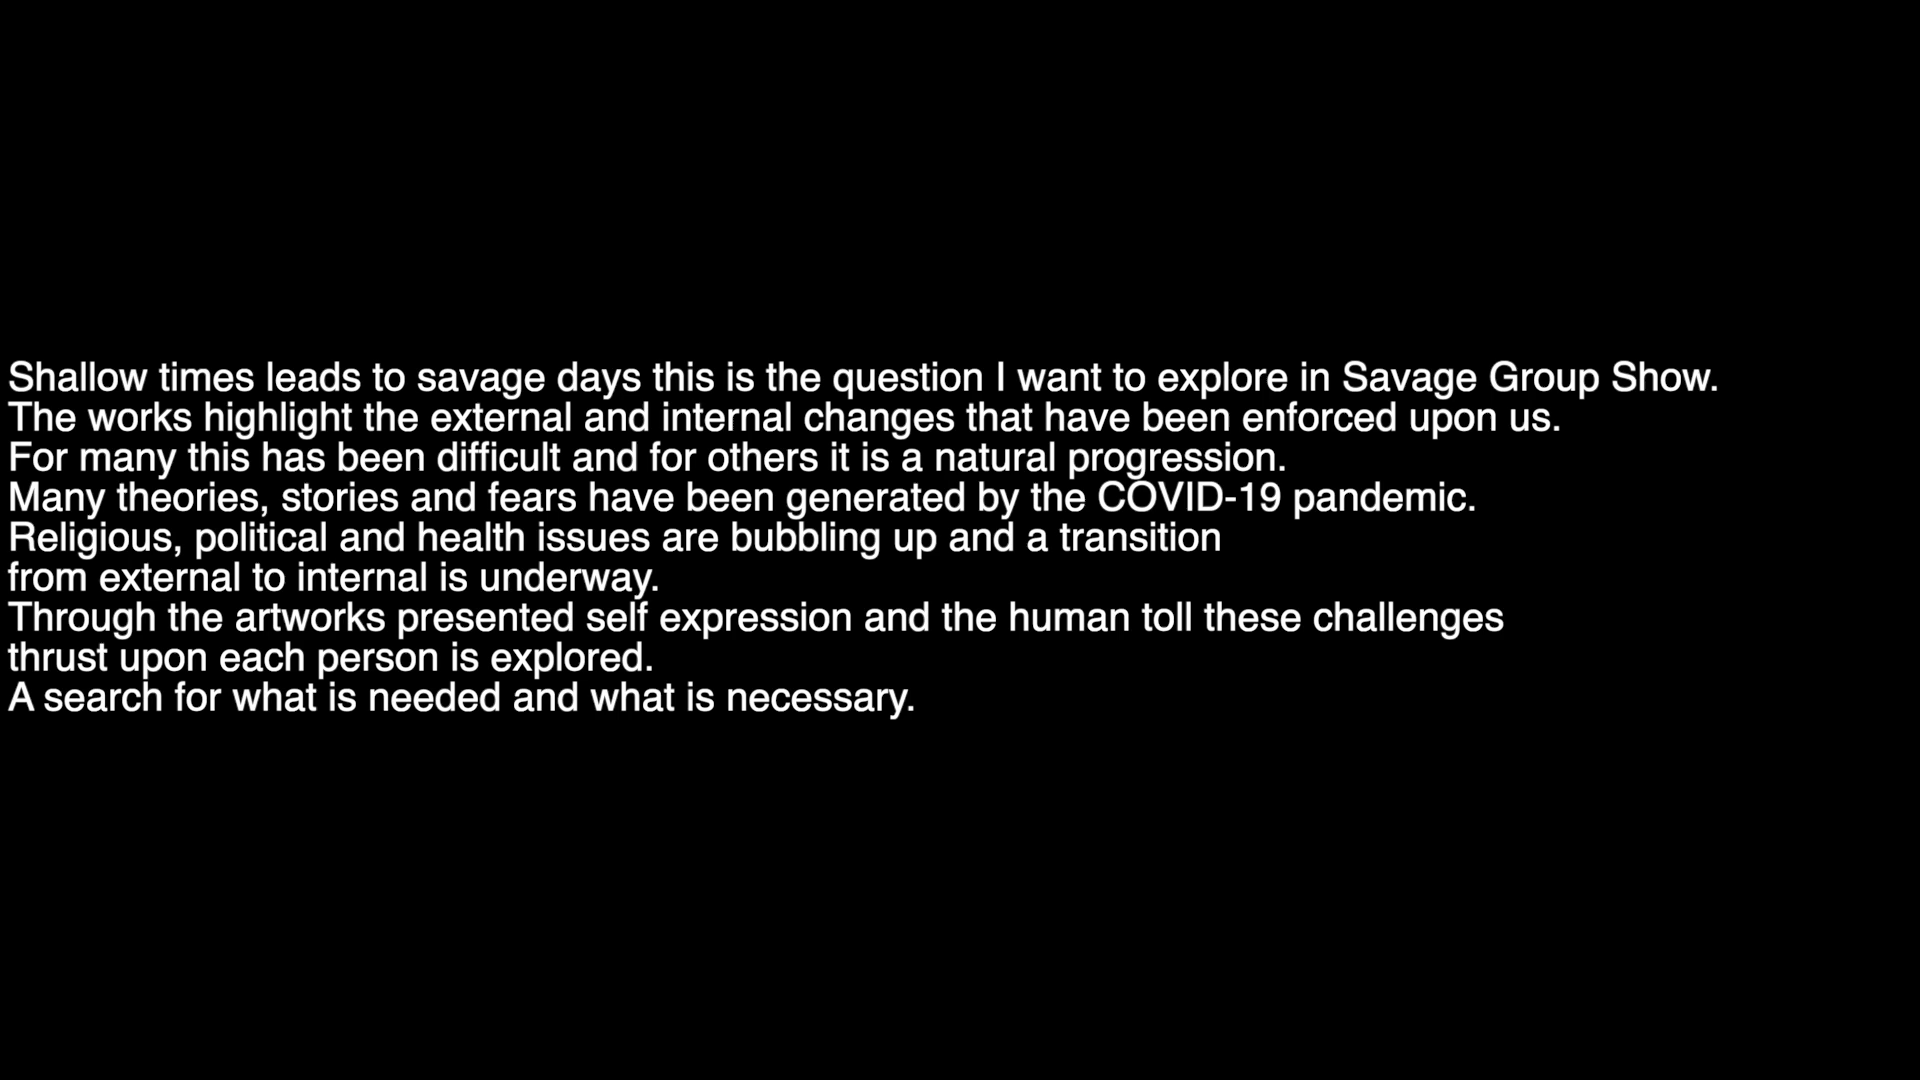 Shallow times leads to savage days this is the question I want to explore in Savage Group Show.
The works highlight the external and internal changes that have been enforced upon us.
For many this has been difficult and for others it is a natural progression.
Many theories, stories and fears have been generated by the COVID-19 pandemic.
Religious, political and health issues are bubbling up and a transition
from external to internal is underway.
Through the artworks presented self expression and the human toll these challenges
thrust upon each person is explored.
A search for what is needed and what is necessary.